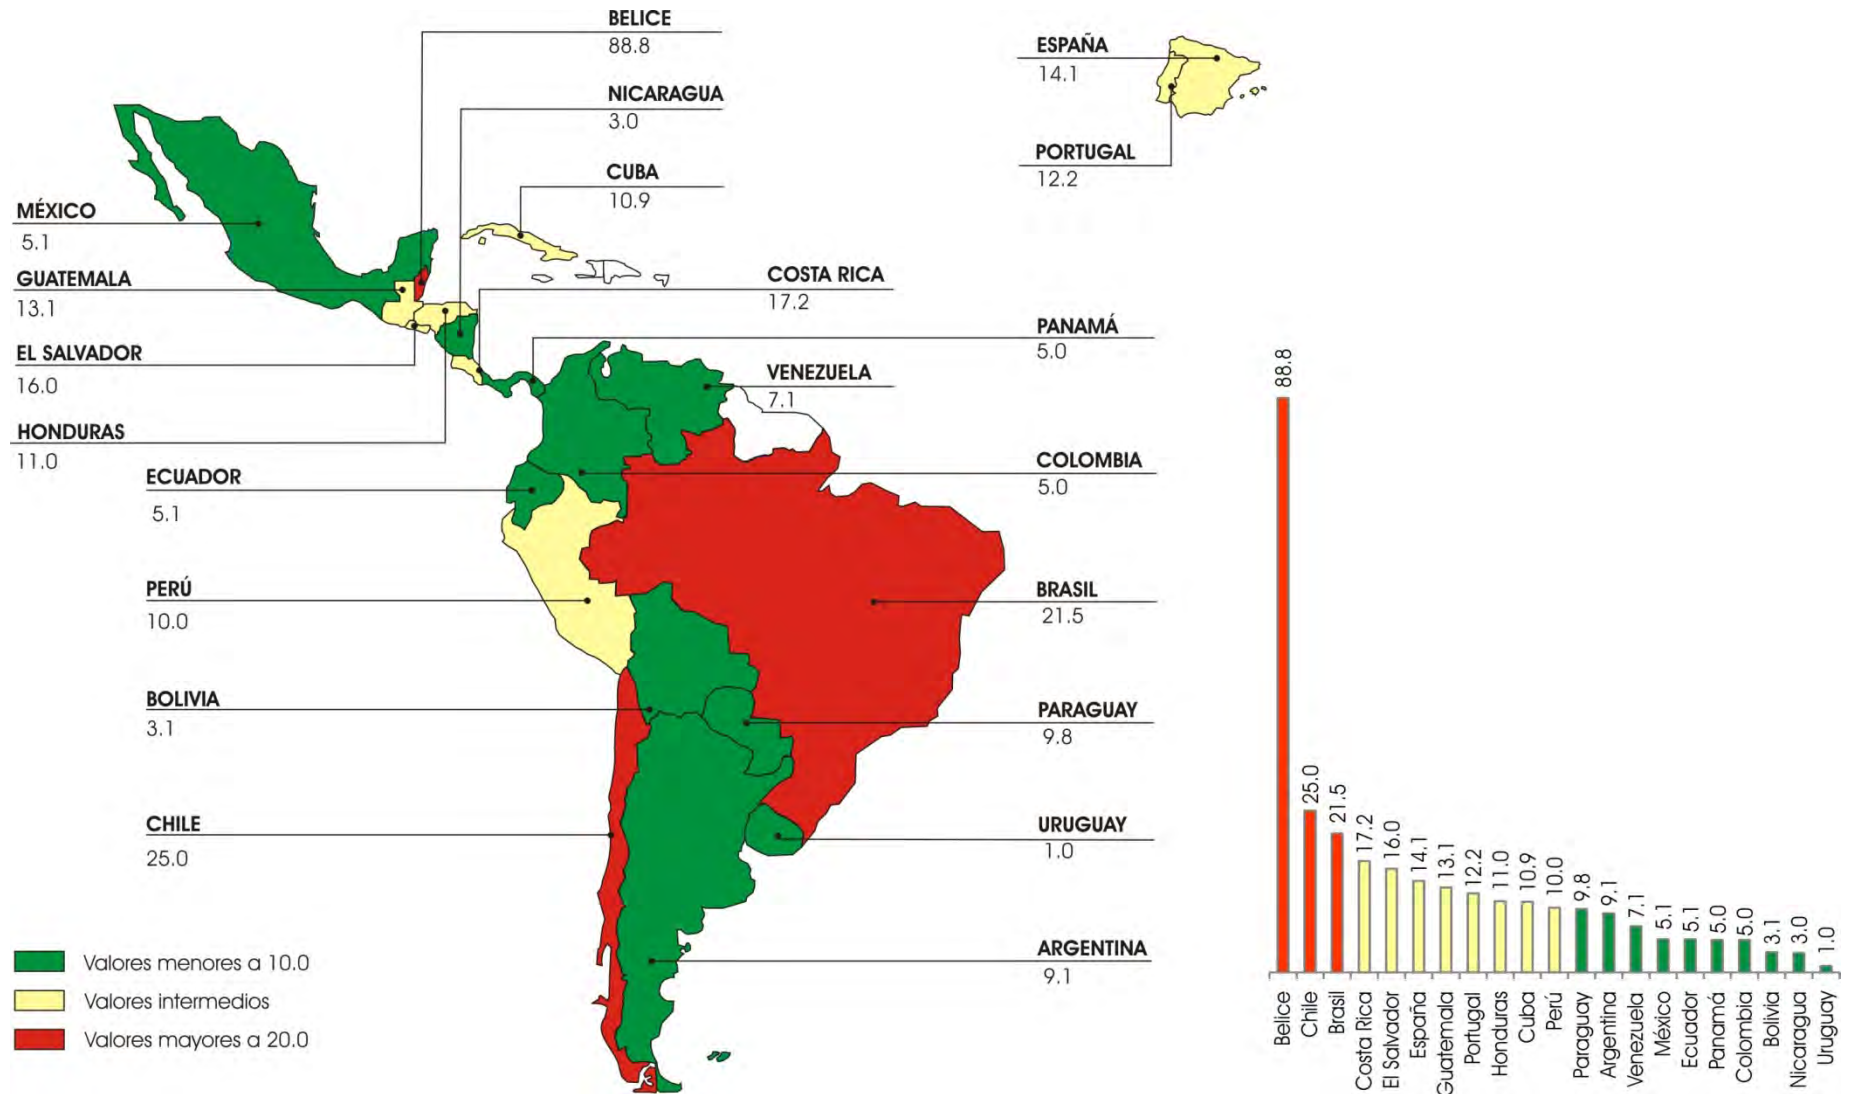 BELICE
88.8
NICARAGUA
3.0
CUBA
10.9
ESPAÑA
14.1
PORTUGAL
12.2
MÉXICO
5.1
GUATEMALA
13.1
EL SALVADOR
16.0
HONDURAS
11.0
COSTA RICA
17.2
PANAMÁ
5.0
VENEZUELA
7.1
COLOMBIA
5.0
ECUADOR
5.1
PERÚ
10.0
BRASIL
21.5
BOLIVIA
3.1
PARAGUAY
9.8
CHILE
25.0
URUGUAY
1.0
ARGENTINA
9.1
Valores menores a 10.0
Valores intermedios
Valores mayores a 20.0
88.8
25.0
21.5
17.2
16.0
14.1
13.1
12.2
11.0
10.9
10.0
9.8
9.1
7.1
5.1
5.1
5.0
5.0
3.1
3.0
1.0
Belice
Chile
Brasil
Costa Rica
El Salvador
España
Guatemala
Portugal
Honduras
Cuba
Perú
Paraguay
Argentina
Venezuela
México
Ecuador
Panamá
Colombia
Bolivia
Nicaragua
Uruguay